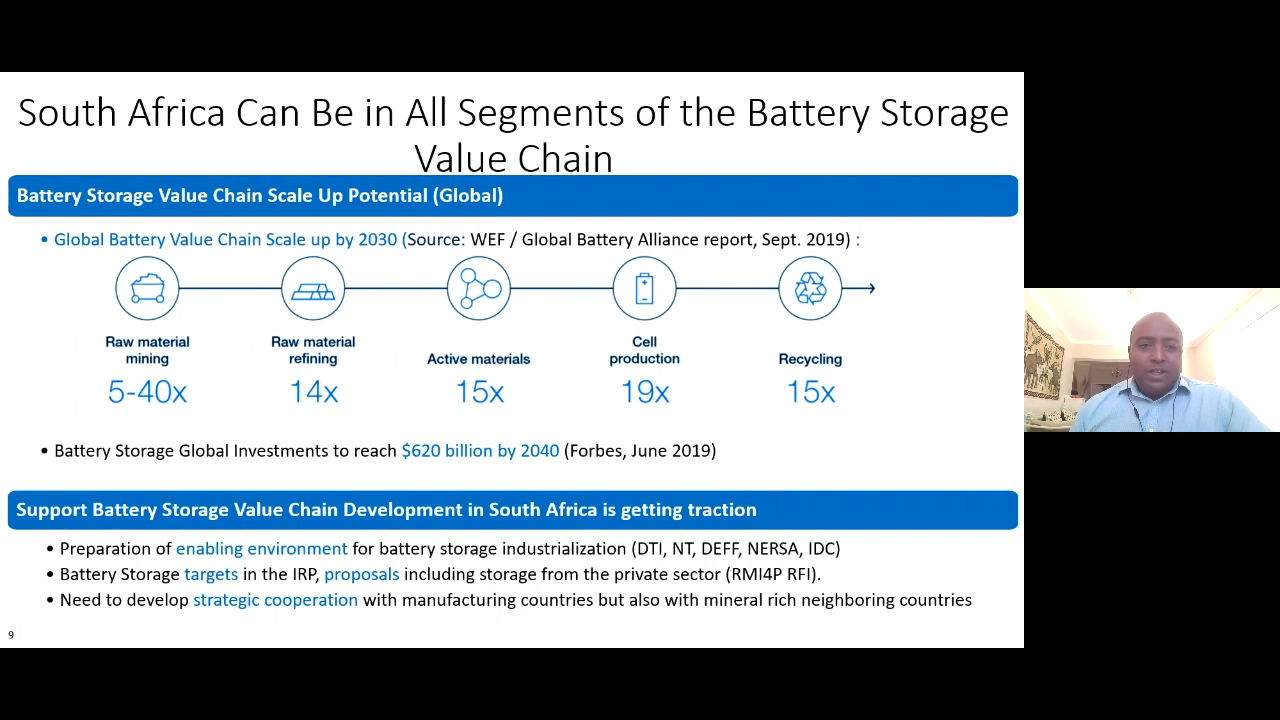 South Africa Can Be in All Segments of the Battery Storage
Value Chain
Battery Storage Value Chain Scale Up Potential (Global)
• Global Battery Value Chain Scale up by 2030 (Source: WEF / Global Battery Alliance report, Sept. 2019) :
Raw material
mining
5-40x
Raw material
refining
14x
Active materials
15x
Cell
production
19x
Recycling
15x
• Battery Storage Global Investments to reach $620 billion by 2040 (Forbes, June 2019)
Support Battery Storage Value Chain Development in South Africa is getting traction
• Preparation of enabling environment for battery storage industrialization (DTI, NT, DEFF, NERSA, IDC)
• Battery Storage targets in the IRP, proposals including storage from the private sector (RMI4P RFI).
• Need to develop strategic cooperation with manufacturing countries but also with mineral rich neighboring countries
9